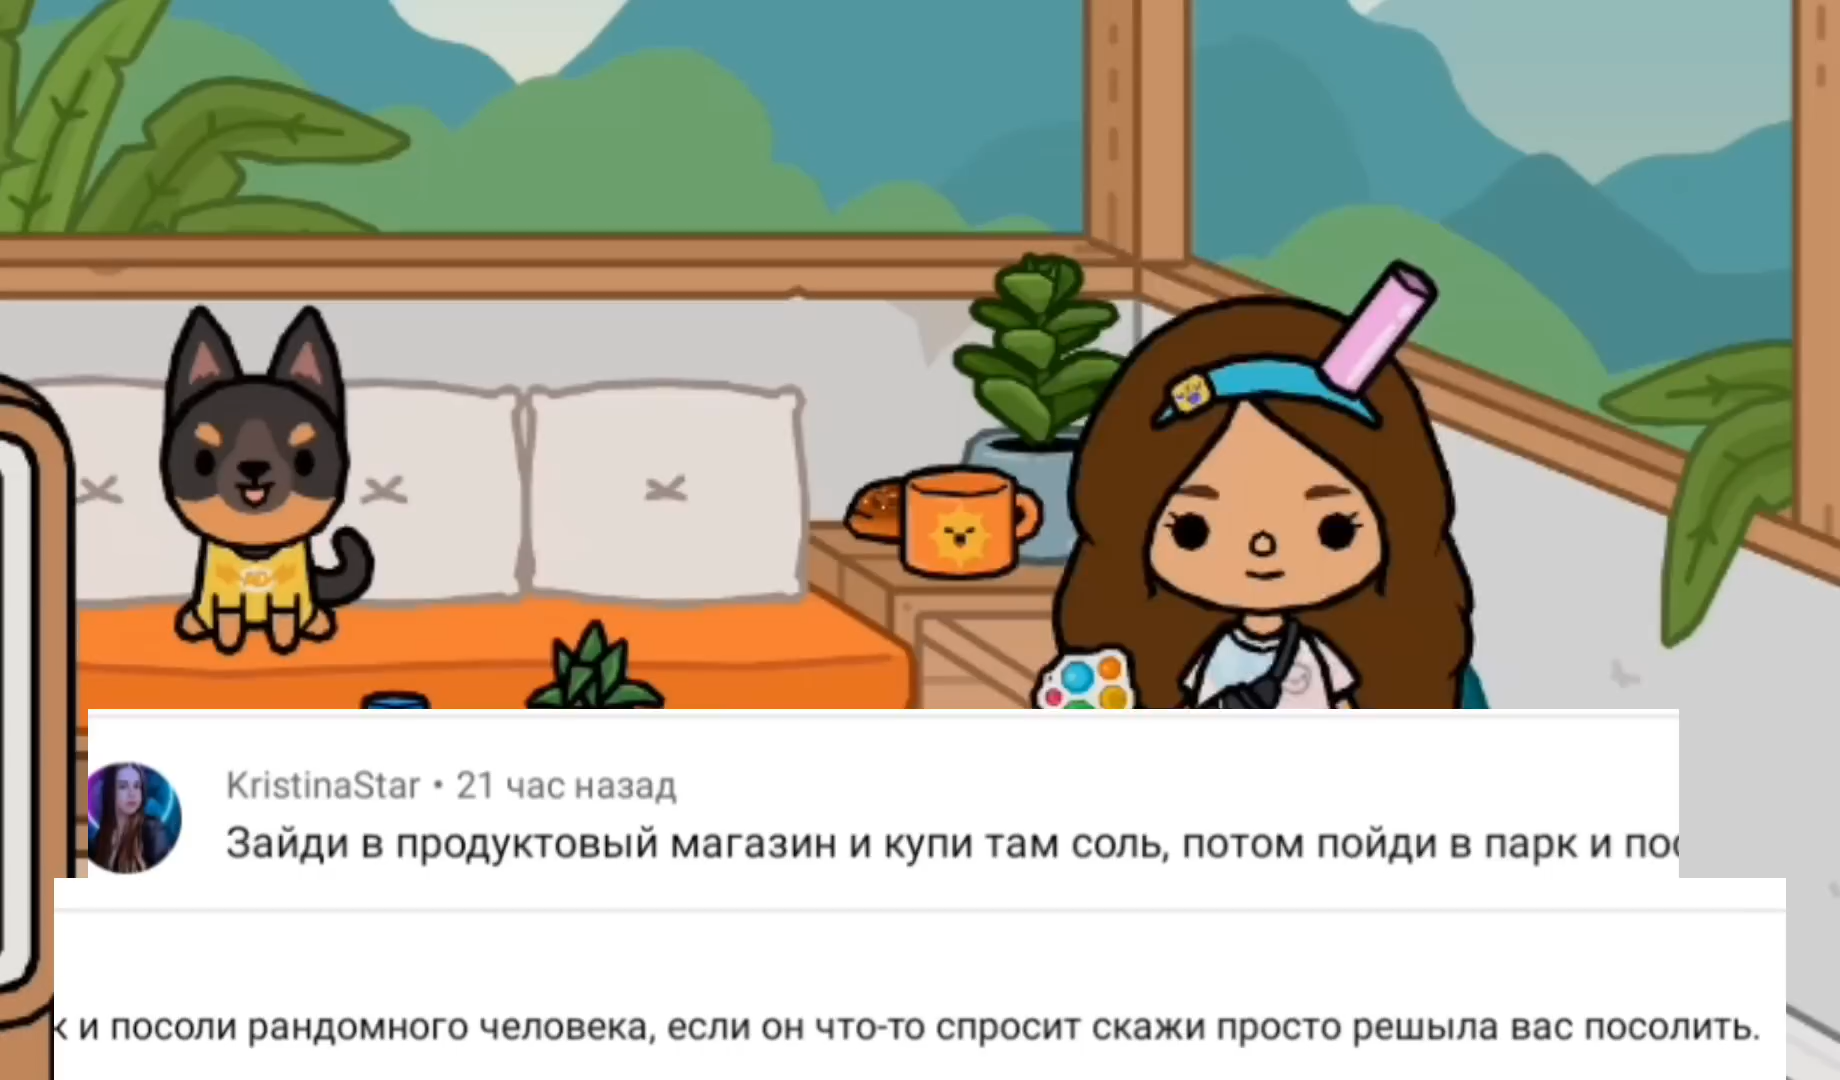 KristinaStar • 21 час назад
Зайди в продуктовый магазин и купи там соль, потом пойди в парк и пос
к и посоли рандомного человека, если он что-то спросит скажи просто решыла вас посолить.